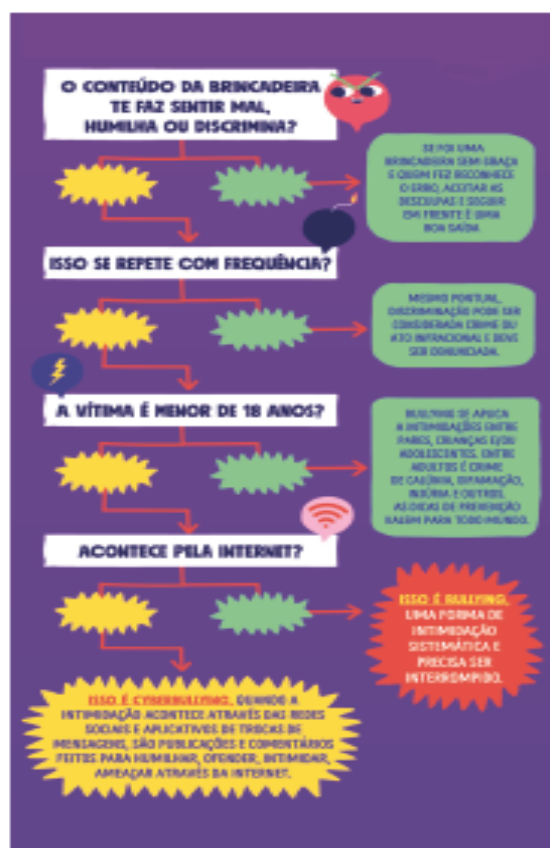 O CONTEÚDO DA BRINCADEIRA
TE FAZ SENTIR MAL,
HUMILHA OU DISCRIMINA?
SE FOI UMA
BRINCADEIRA SEM GRAÇA
E QUEM FEZ RECONHECE
O ERRO, ACEITAR AS
DESCULPAS E SEGUIR
EM FRENTE É UMA
BOA SAÍDA.
ISSO SE REPETE COM FREQUÊNCIA?
MESMO PONTUAL,
DISCRIMINAÇÃO PODE SER
CONSIDERADA CRIME OU
ATO INFRACIONAL E DEVE
SER DENUNCIADA.
A VÍTIMA É MENOR DE 18 ANOS?
BULLYING SE APLICA
A INTIMIDAÇÕES ENTRE
PARES, CRIANÇAS E/OU
ADOLESCENTES. ENTRE
ADULTOS É CRIME
DE CALÚNIA, DIFAMAÇÃO,
INJÚRIA E OUTROS.
AS DICAS DE PREVENÇÃO
VALEM PARA TODO MUNDO.
ACONTECE PELA INTERNET?
ISSO É BULLYING,
UMA FORMA DE
INTIMIDAÇÃO
SISTEMÁTICA E
PRECISA SER
INTERROMPIDO.
ISSO É CYBERBULLYING. QUANDO A
INTIMIDAÇÃO ACONTECE ATRAVÉS DAS REDES
SOCIAIS E APLICATIVOS DE TROCAS DE
MENSAGENS, SÃO PUBLICAÇÕES E COMENTÁRIOS
FEITOS PARA HUMILHAR, OFENDER, INTIMIDAR,
AMEAÇAR ATRAVÉS DA INTERNET.